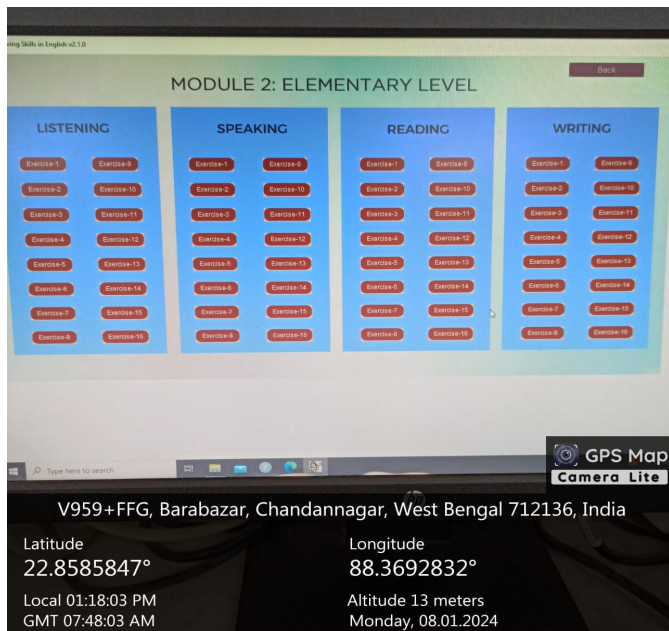 ving Skills in English v2.1.0
Back
MODULE 2: ELEMENTARY LEVEL
LISTENING
Exercise-1 Exercise-9
Exercise-2 Exercise-10
Exercise-3 Exercise-11
Exercise-4 Exercise-12
Exercise-5 Exercise-13
Exercise-6 Exercise-14
Exercise-7 Exercise-15
Exercise-8 Exercise-16
SPEAKING
Exercise-1 Exercise-9
Exercise-2 Exercise-10
Exercise-3 Exercise-11
Exercise-4 Exercise-12
Exercise-5 Exercise-13
Exercise-6 Exercise-14
Exercise-7 Exercise-15
Exercise-8 Exercise-16
READING
Exercise-1 Exercise-9
Exercise-2 Exercise-10
Exercise-3 Exercise-11
Exercise-4 Exercise-12
Exercise-5 Exercise-13
Exercise-6 Exercise-14
Exercise-7 Exercise-15
Exercise-8 Exercise-16
WRITING
Exercise-1 Exercise-9
Exercise-2 Exercise-10
Exercise-3 Exercise-11
Exercise-4 Exercise-12
Exercise-5 Exercise-13
Exercise-6 Exercise-14
Exercise-7 Exercise-15
Exercise-8 Exercise-16
Type here to search
GPS Map
Camera Lite
hp
V959+FFG, Barabazar, Chandannagar, West Bengal 712136, India
Latitude
22.8585847°
Longitude
88.3692832°
Local 01:18:03 PM
GMT 07:48:03 AM
Altitude 13 meters
Monday, 08.01.2024